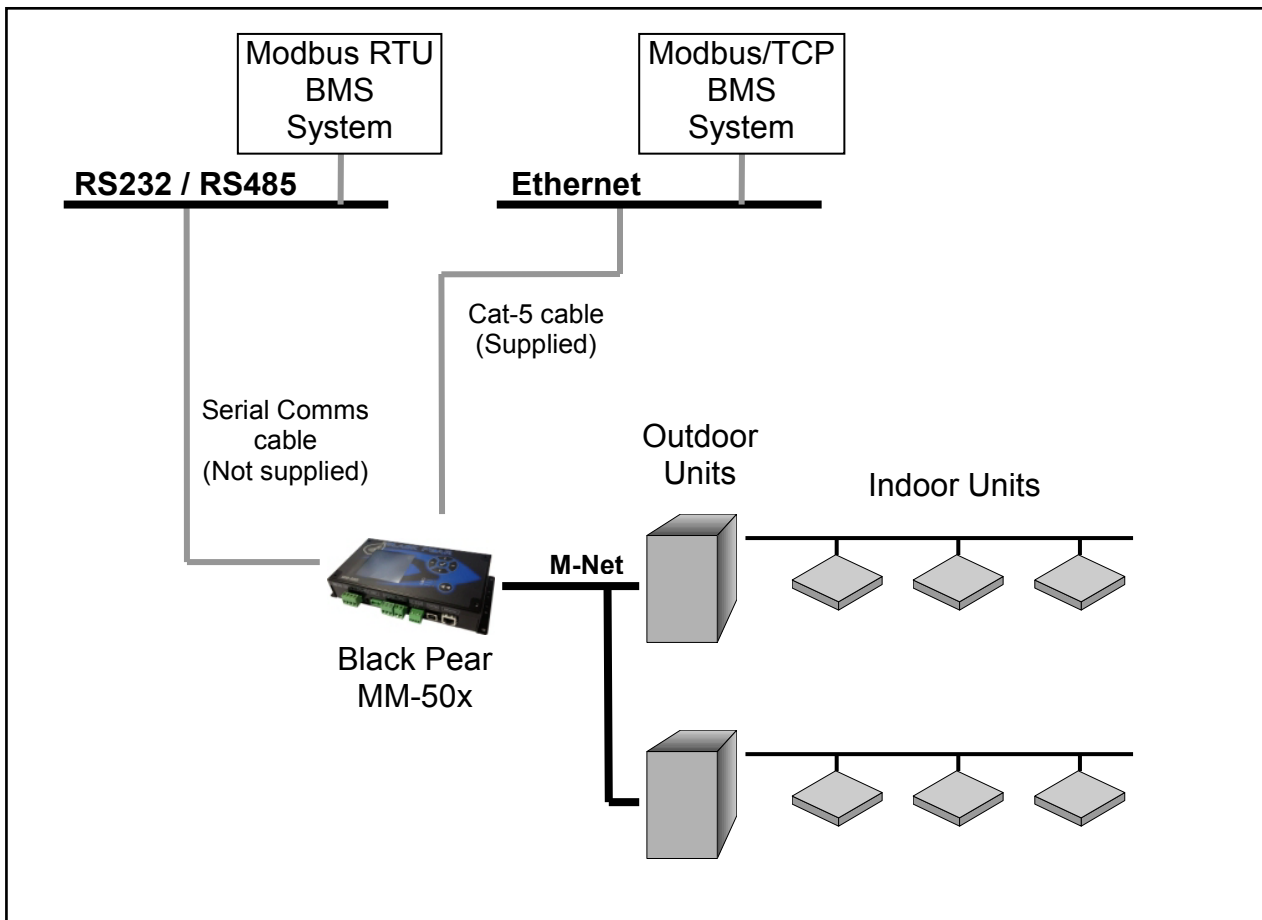 Modbus RTU
BMS
System
Modbus/TCP
BMS
System
RS232 / RS485
Ethernet
Cat-5 cable
(Supplied)
Serial Comms
cable
(Not supplied)
Outdoor
Units
Indoor Units
M-Net
Black Pear
MM-50x